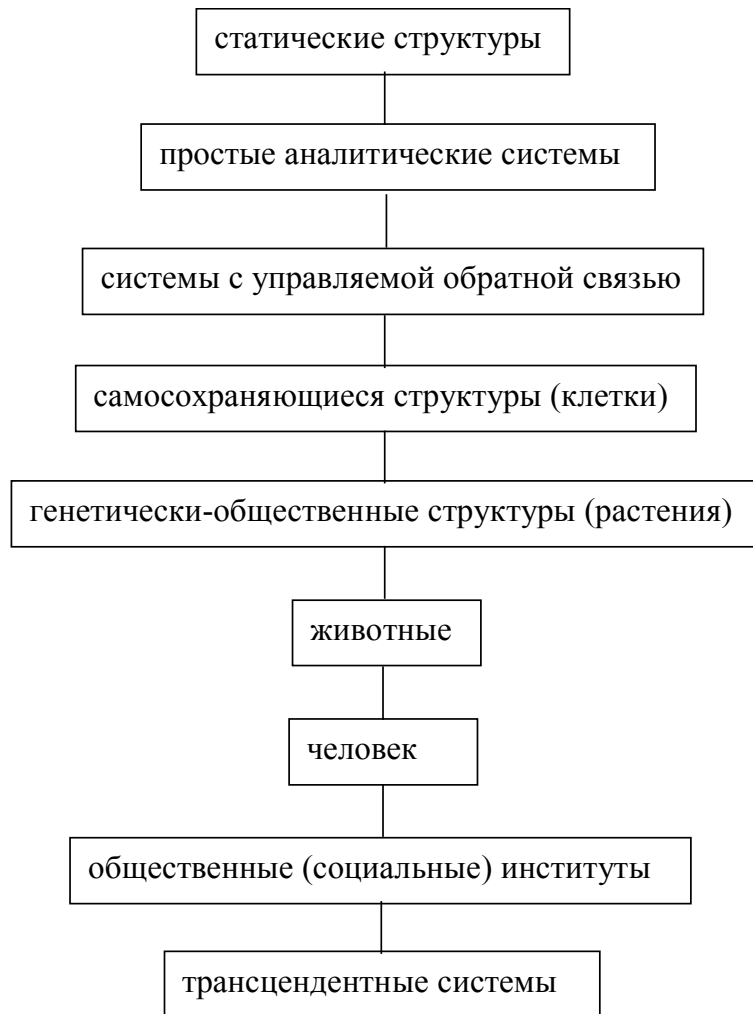 статические структуры
простые аналитические системы
системы с управляемой обратной связью
самосохраняющиеся структуры (клетки)
генетически-общественные структуры (растения)
животные
человек
общественные (социальные) институты
трансцендентные системы